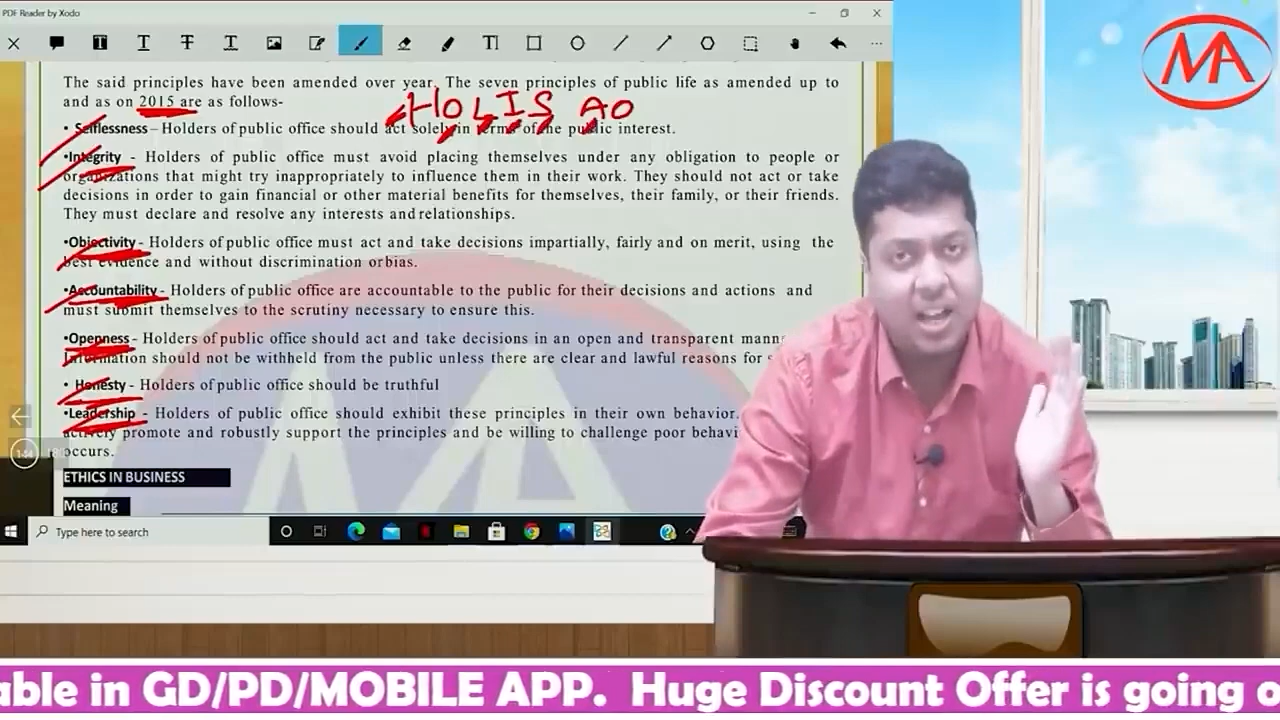 PDF Reader by Xodo
The said principles have been amended over year. The seven principles of public life as amended up to
and as on 2015 are as follows-
HOLIS AO
• Selflessness – Holders of public office should act solely in terms of the public interest.
•Integrity - Holders of public office must avoid placing themselves under any obligation to people or
organizations that might try inappropriately to influence them in their work. They should not act or take
decisions in order to gain financial or other material benefits for themselves, their family, or their friends.
They must declare and resolve any interests and relationships.
•Objectivity - Holders of public office must act and take decisions impartially, fairly and on merit, using the
best evidence and without discrimination orbias.
•Accountability - Holders of public office are accountable to the public for their decisions and actions and
must submit themselves to the scrutiny necessary to ensure this.
•Openness - Holders of public office should act and take decisions in an open and transparent mann
Information should not be withheld from the public unless there are clear and lawful reasons for s
• Honesty - Holders of public office should be truthful
•Leadership - Holders of public office should exhibit these principles in their own behavior.
actively promote and robustly support the principles and be willing to challenge poor behavi
occurs.
ETHICS IN BUSINESS
Meaning
Type here to search
MA
able in GD/PD/MOBILE APP. Huge Discount Offer is going o